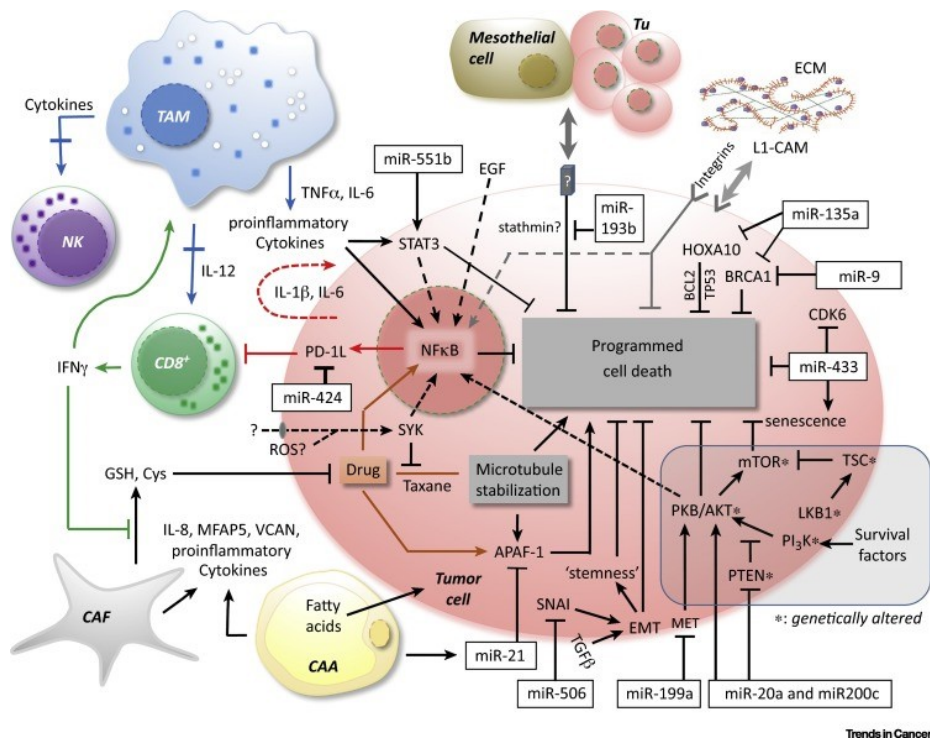 Mesothelial
cell
Tu
ECM
L1-CAM
Integrins
Cytokines
TAM
NK
TNFα, IL-6
proinflammatory
Cytokines
miR-551b
EGF
STAT3
?
stathmin?
miR-
193b
miR-135a
HOXA10
BCL2
TP53
BRCA1
miR-9
CDK6
miR-433
senescence
IL-12
IL-1β, IL-6
CD8+
IFNγ
PD-1L
NFκB
Programmed
cell death
miR-424
?
ROS?
SYK
GSH, Cys
Drug
Taxane
Microtubule
stabilization
mTOR*
TSC*
PKB/AKT*
LKB1*
PI3K*
Survival
factors
PTEN*
*: genetically altered
IL-8, MFAP5, VCAN,
proinflammatory
Cytokines
APAF-1
Tumor
cell
'stemness'
CAF
Fatty
acids
CAA
SNAI
TGFβ
EMT
MET
miR-21
miR-506
miR-199a
miR-20a and miR200c
Trends in Cancer